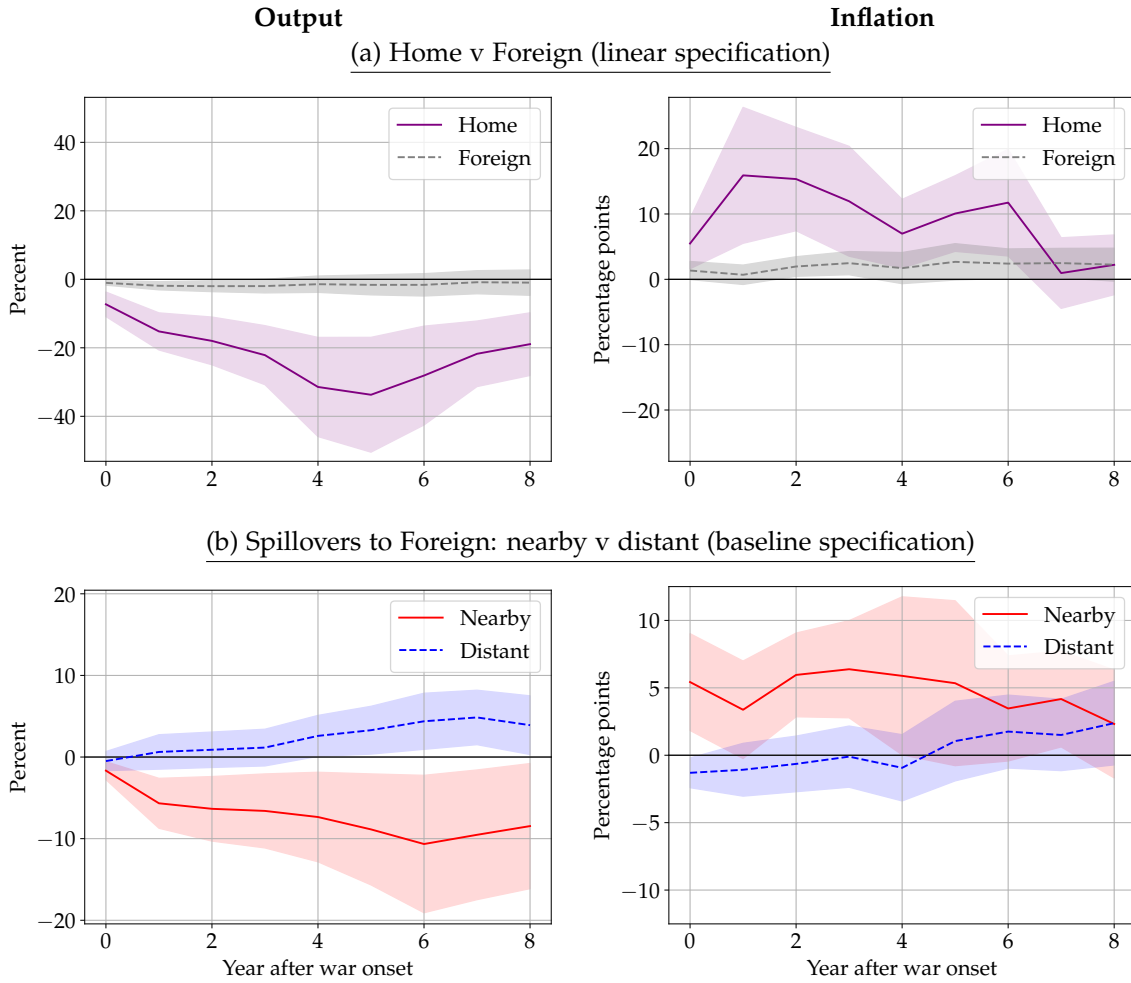 Output Inflation
(a) Home v Foreign (linear specification)
Percent
40
20
0
−20
−40
0 2 4 6 8
Home
Foreign
Percentage points
20
10
0
−10
−20
0 2 4 6 8
Home
Foreign
(b) Spillovers to Foreign: nearby v distant (baseline specification)
Percent
20
10
0
−10
−20
0 2 4 6 8
Year after war onset
Nearby
Distant
Percentage points
10
5
0
−5
−10
0 2 4 6 8
Year after war onset
Nearby
Distant